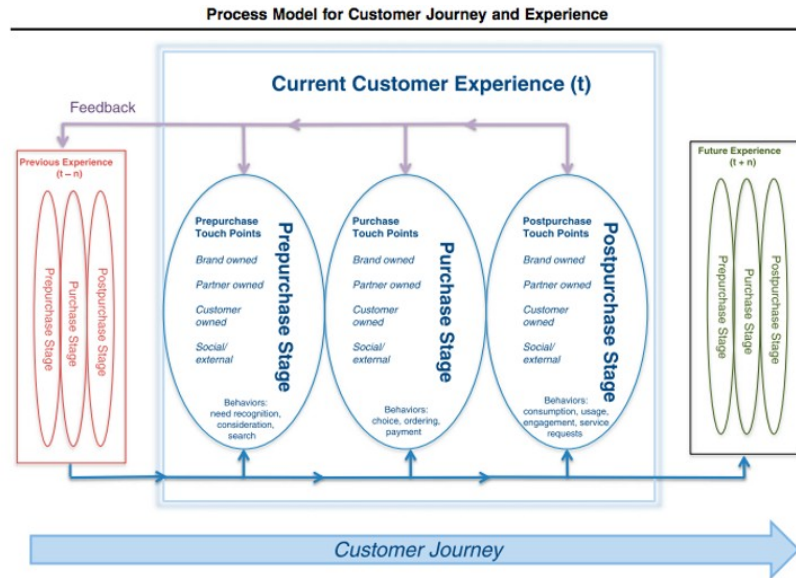 Process Model for Customer Journey and Experience
Current Customer Experience (t)
Feedback
Previous Experience
(t – n)
Prepurchase Stage
Purchase Stage
Postpurchase Stage
Prepurchase
Touch Points
Brand owned
Partner owned
Customer
owned
Social/
external
Prepurchase Stage
Behaviors:
need recognition,
consideration,
search
Purchase
Touch Points
Brand owned
Partner owned
Customer
owned
Social/
external
Purchase Stage
Behaviors:
choice, ordering,
payment
Postpurchase
Touch Points
Brand owned
Partner owned
Customer
owned
Social/
external
Postpurchase Stage
Behaviors:
consumption, usage,
engagement, service
requests
Future Experience
(t + n)
Prepurchase Stage
Purchase Stage
Postpurchase Stage
Customer Journey